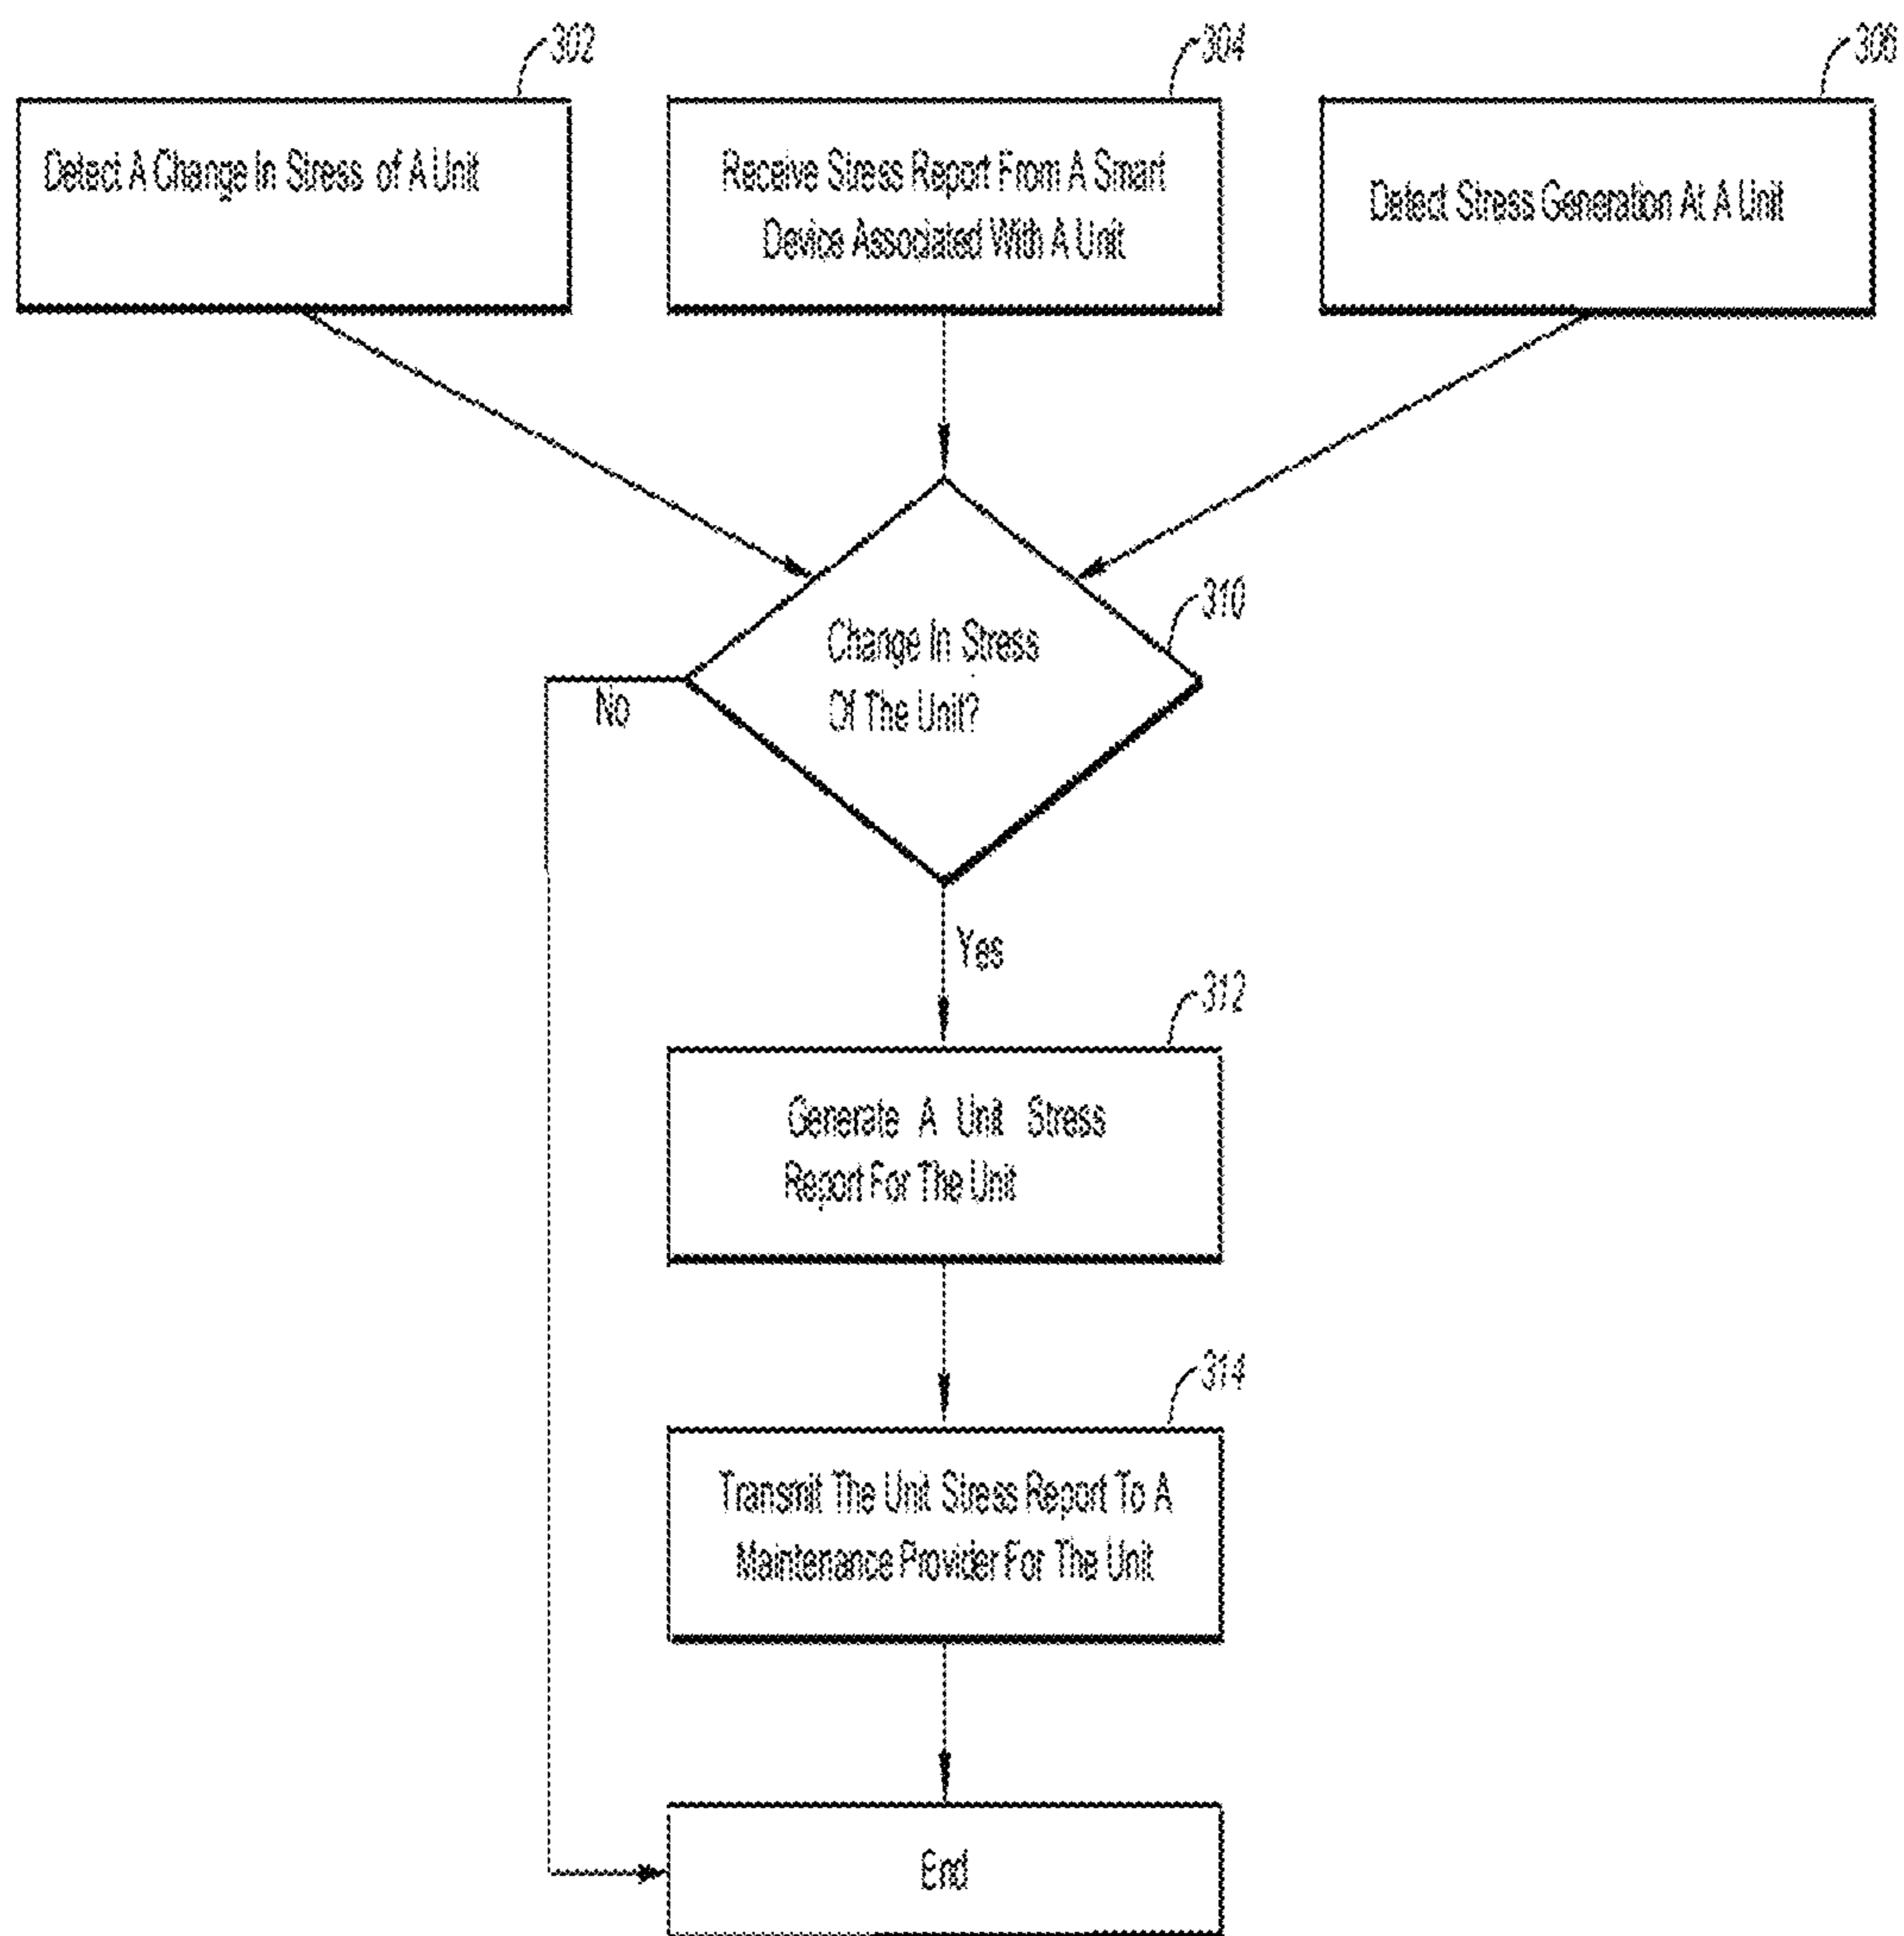 302
304
306
Detect A Change In Stress of A Unit
Receive Stress Report From A Smart
Device Associated With A Unit
Detect Stress Generation At A Unit
310
Change In Stress
Of The Unit?
No
Yes
312
Generate A Unit Stress
Report For The Unit
314
Transmit The Unit Stress Report To A
Maintenance Provider For The Unit
End